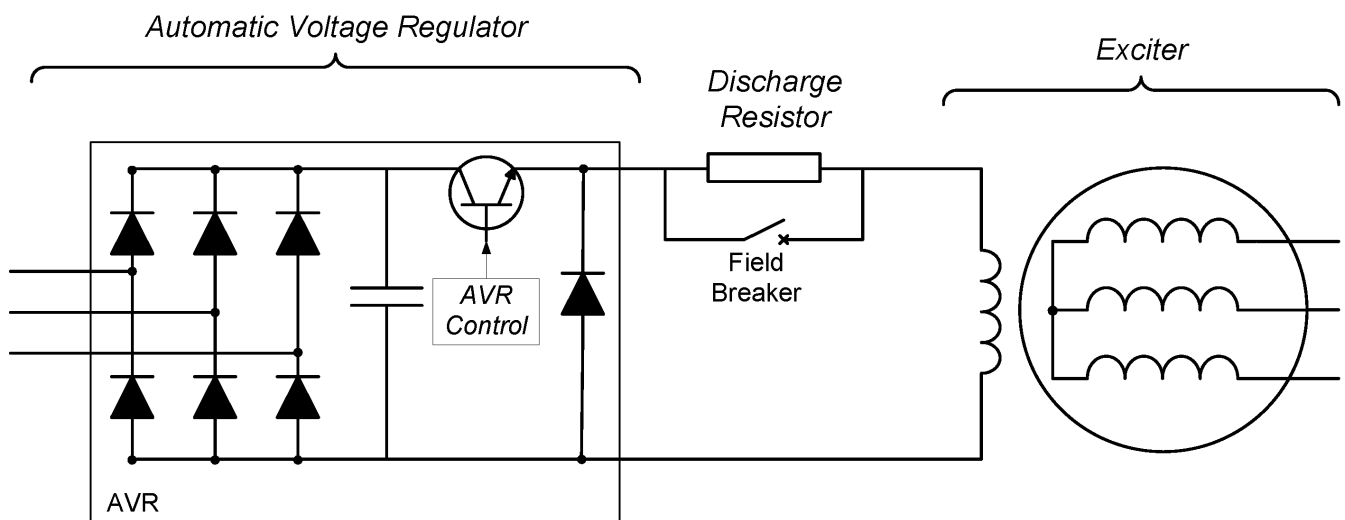 Automatic Voltage Regulator
Exciter
Discharge
Resistor
Field
Breaker
AVR
Control
AVR